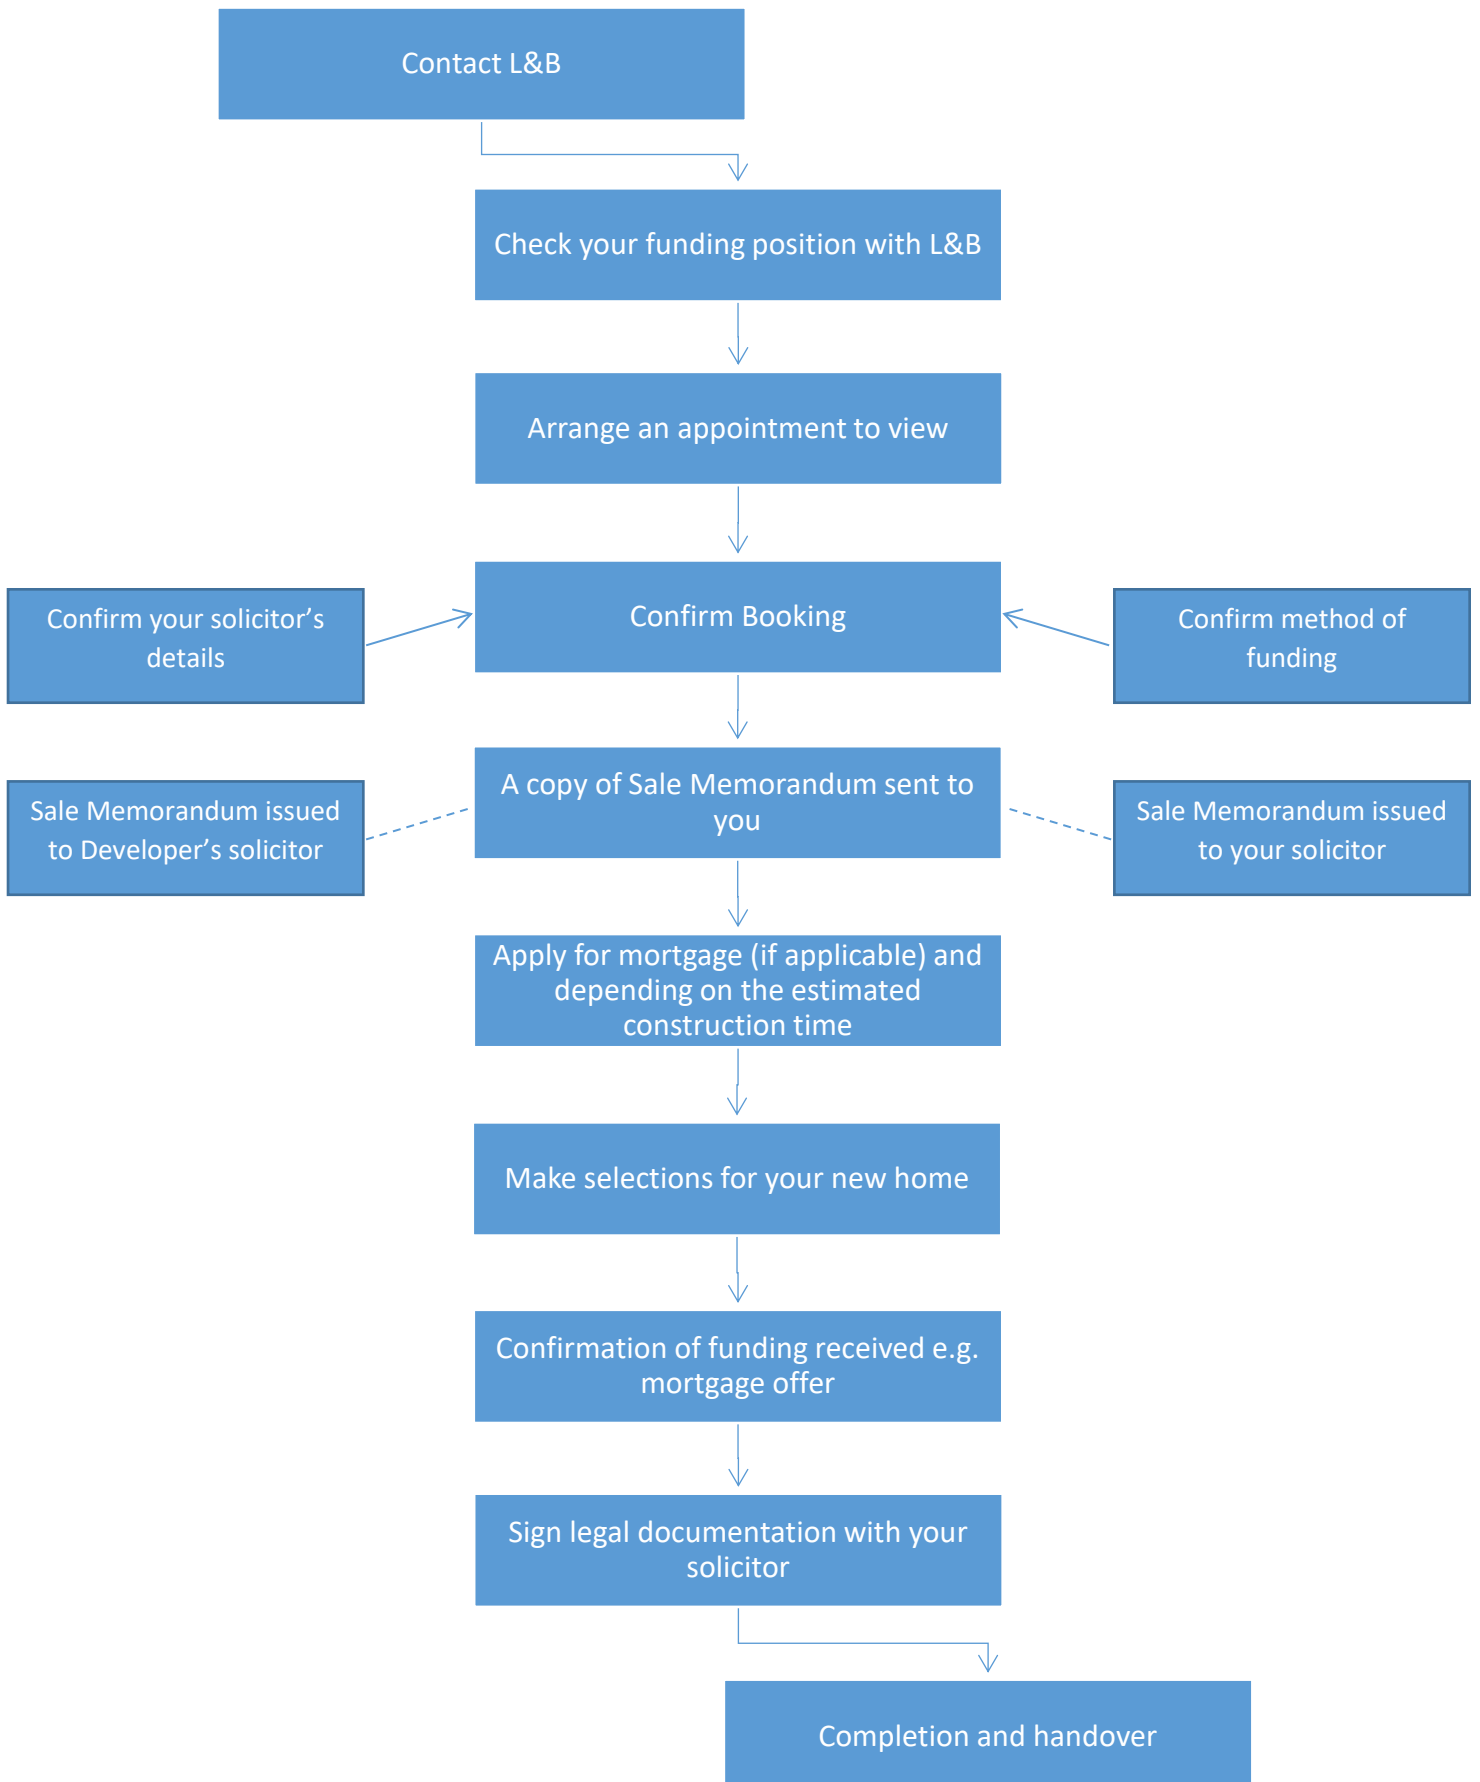 Contact L&B
Check your funding position with L&B
Arrange an appointment to view
Confirm your solicitor’s
details
Confirm Booking
Confirm method of
funding
Sale Memorandum issued
to Developer’s solicitor
A copy of Sale Memorandum sent to
you
Sale Memorandum issued
to your solicitor
Apply for mortgage (if applicable) and
depending on the estimated
construction time
Make selections for your new home
Confirmation of funding received e.g.
mortgage offer
Sign legal documentation with your
solicitor
Completion and handover